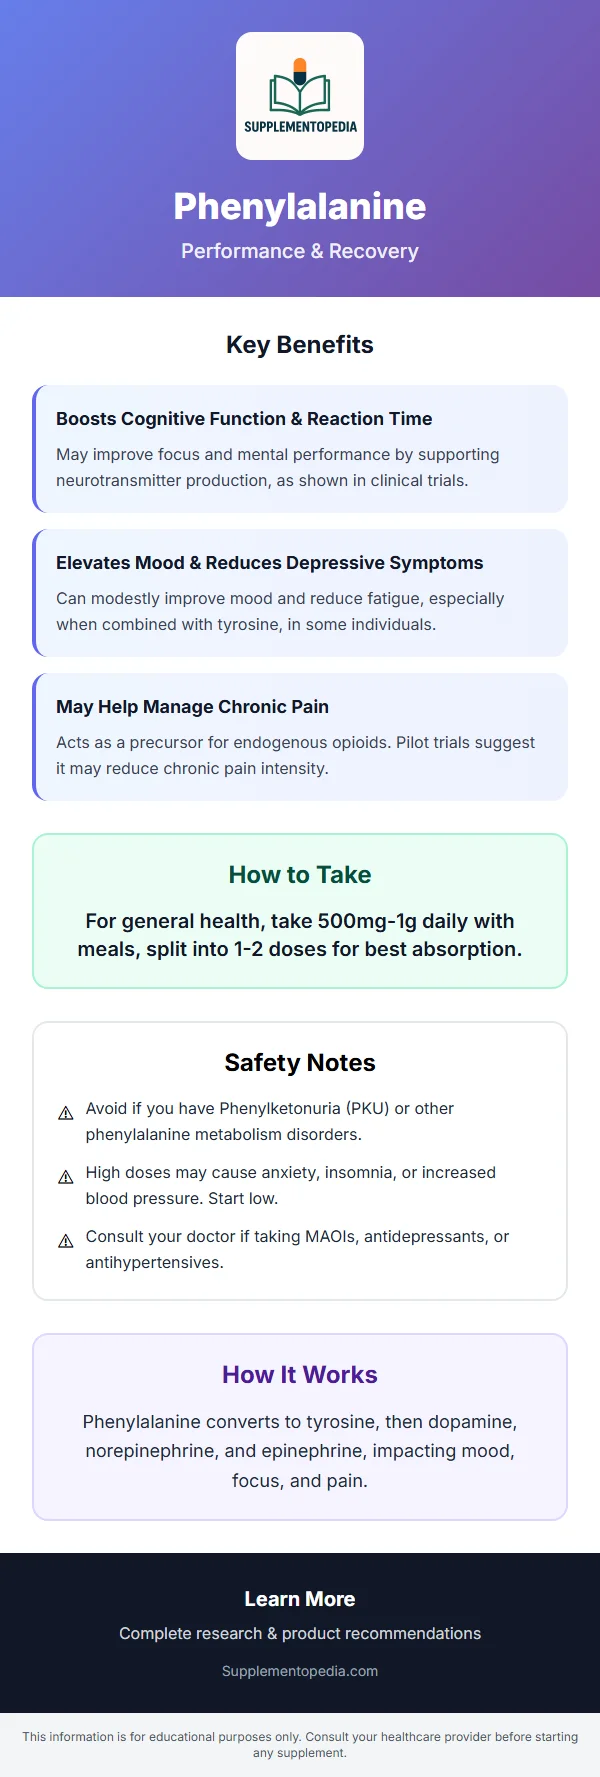 SUPPLEMENTOPEDIA
Phenylalanine
Performance & Recovery
Key Benefits
Boosts Cognitive Function & Reaction Time
May improve focus and mental performance by supporting
neurotransmitter production, as shown in clinical trials.
Elevates Mood & Reduces Depressive Symptoms
Can modestly improve mood and reduce fatigue, especially
when combined with tyrosine, in some individuals.
May Help Manage Chronic Pain
Acts as a precursor for endogenous opioids. Pilot trials suggest
it may reduce chronic pain intensity.
How to Take
For general health, take 500mg-1g daily with
meals, split into 1-2 doses for best absorption.
Safety Notes
⚠ Avoid if you have Phenylketonuria (PKU) or other
phenylalanine metabolism disorders.
⚠ High doses may cause anxiety, insomnia, or increased
blood pressure. Start low.
⚠ Consult your doctor if taking MAOIs, antidepressants, or
antihypertensives.
How It Works
Phenylalanine converts to tyrosine, then dopamine,
norepinephrine, and epinephrine, impacting mood,
focus, and pain.
Learn More
Complete research & product recommendations
Supplementopedia.com
This information is for educational purposes only. Consult your healthcare provider before starting
any supplement.